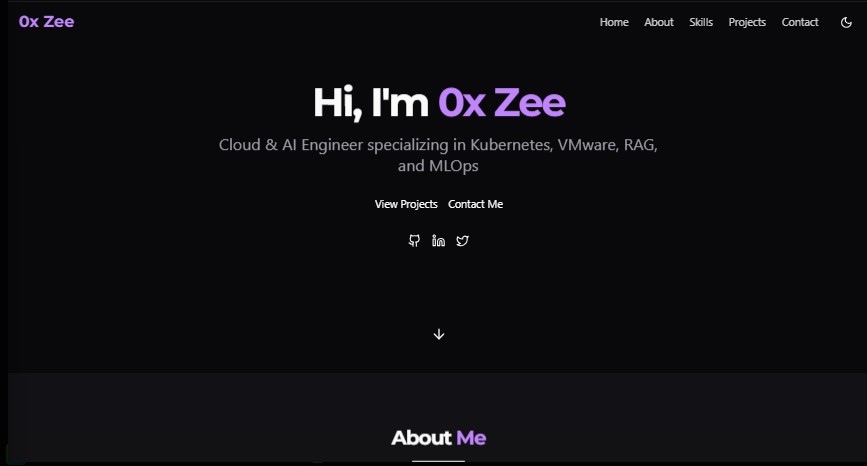 0x Zee
Home About Skills Projects Contact
Hi, I'm 0x Zee
Cloud & AI Engineer specializing in Kubernetes, VMware, RAG,
and MLOps
View Projects Contact Me
About Me